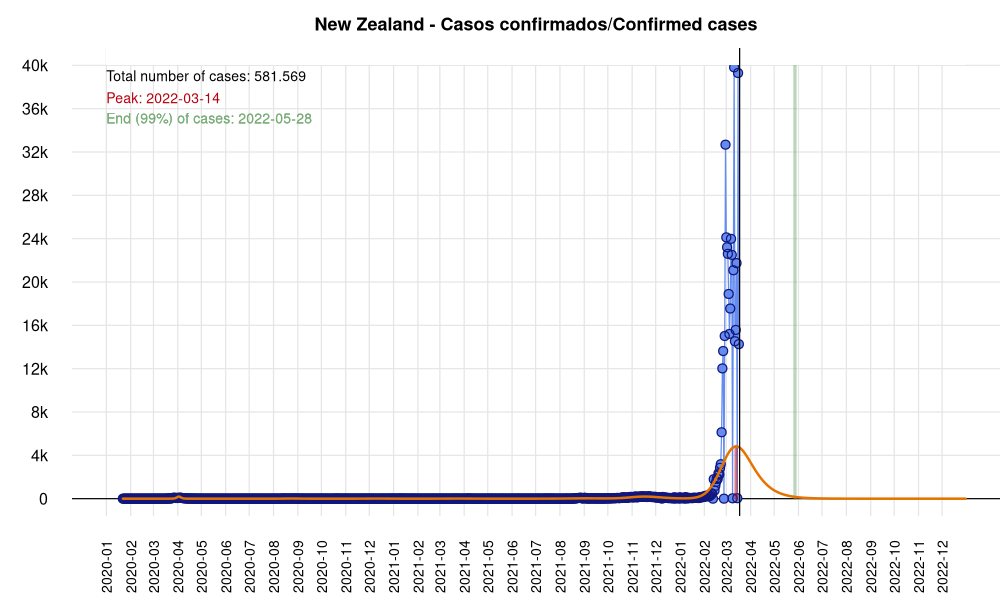 New Zealand - Casos confirmados/Confirmed cases
Total number of cases: 581.569
Peak: 2022-03-14
End (99%) of cases: 2022-05-28
40k
36k
32k
28k
24k
20k
16k
12k
8k
4k
0
2020-01
2020-02
2020-03
2020-04
2020-05
2020-06
2020-07
2020-08
2020-09
2020-10
2020-11
2020-12
2021-01
2021-02
2021-03
2021-04
2021-05
2021-06
2021-07
2021-08
2021-09
2021-10
2021-11
2021-12
2022-01
2022-02
2022-03
2022-04
2022-05
2022-06
2022-07
2022-08
2022-09
2022-10
2022-11
2022-12